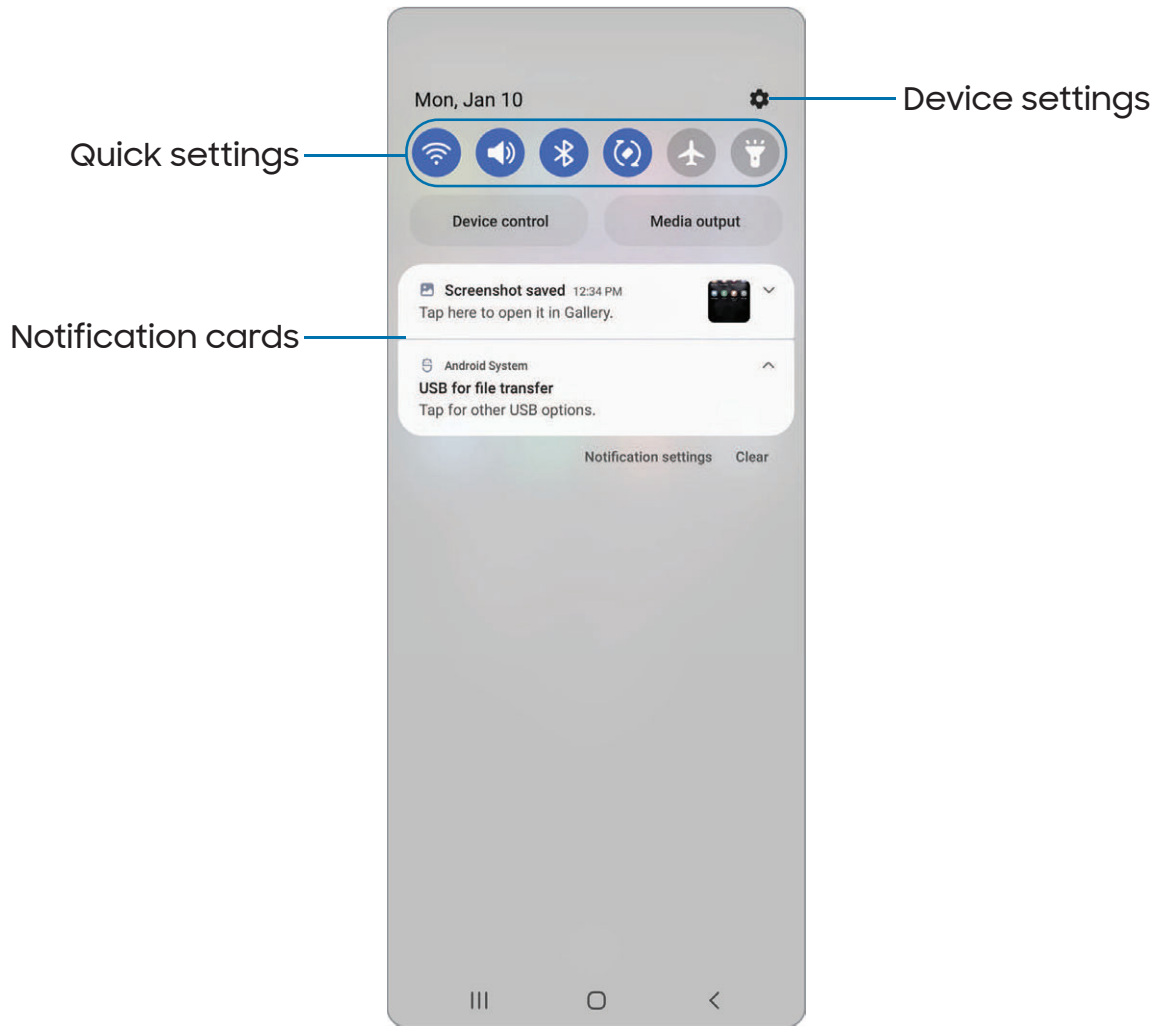 Mon, Jan 10
Device settings
Quick settings
Device control
Media output
Screenshot saved 12:34 PM
Tap here to open it in Gallery.
Notification cards
Android System
USB for file transfer
Tap for other USB options.
Notification settings
Clear